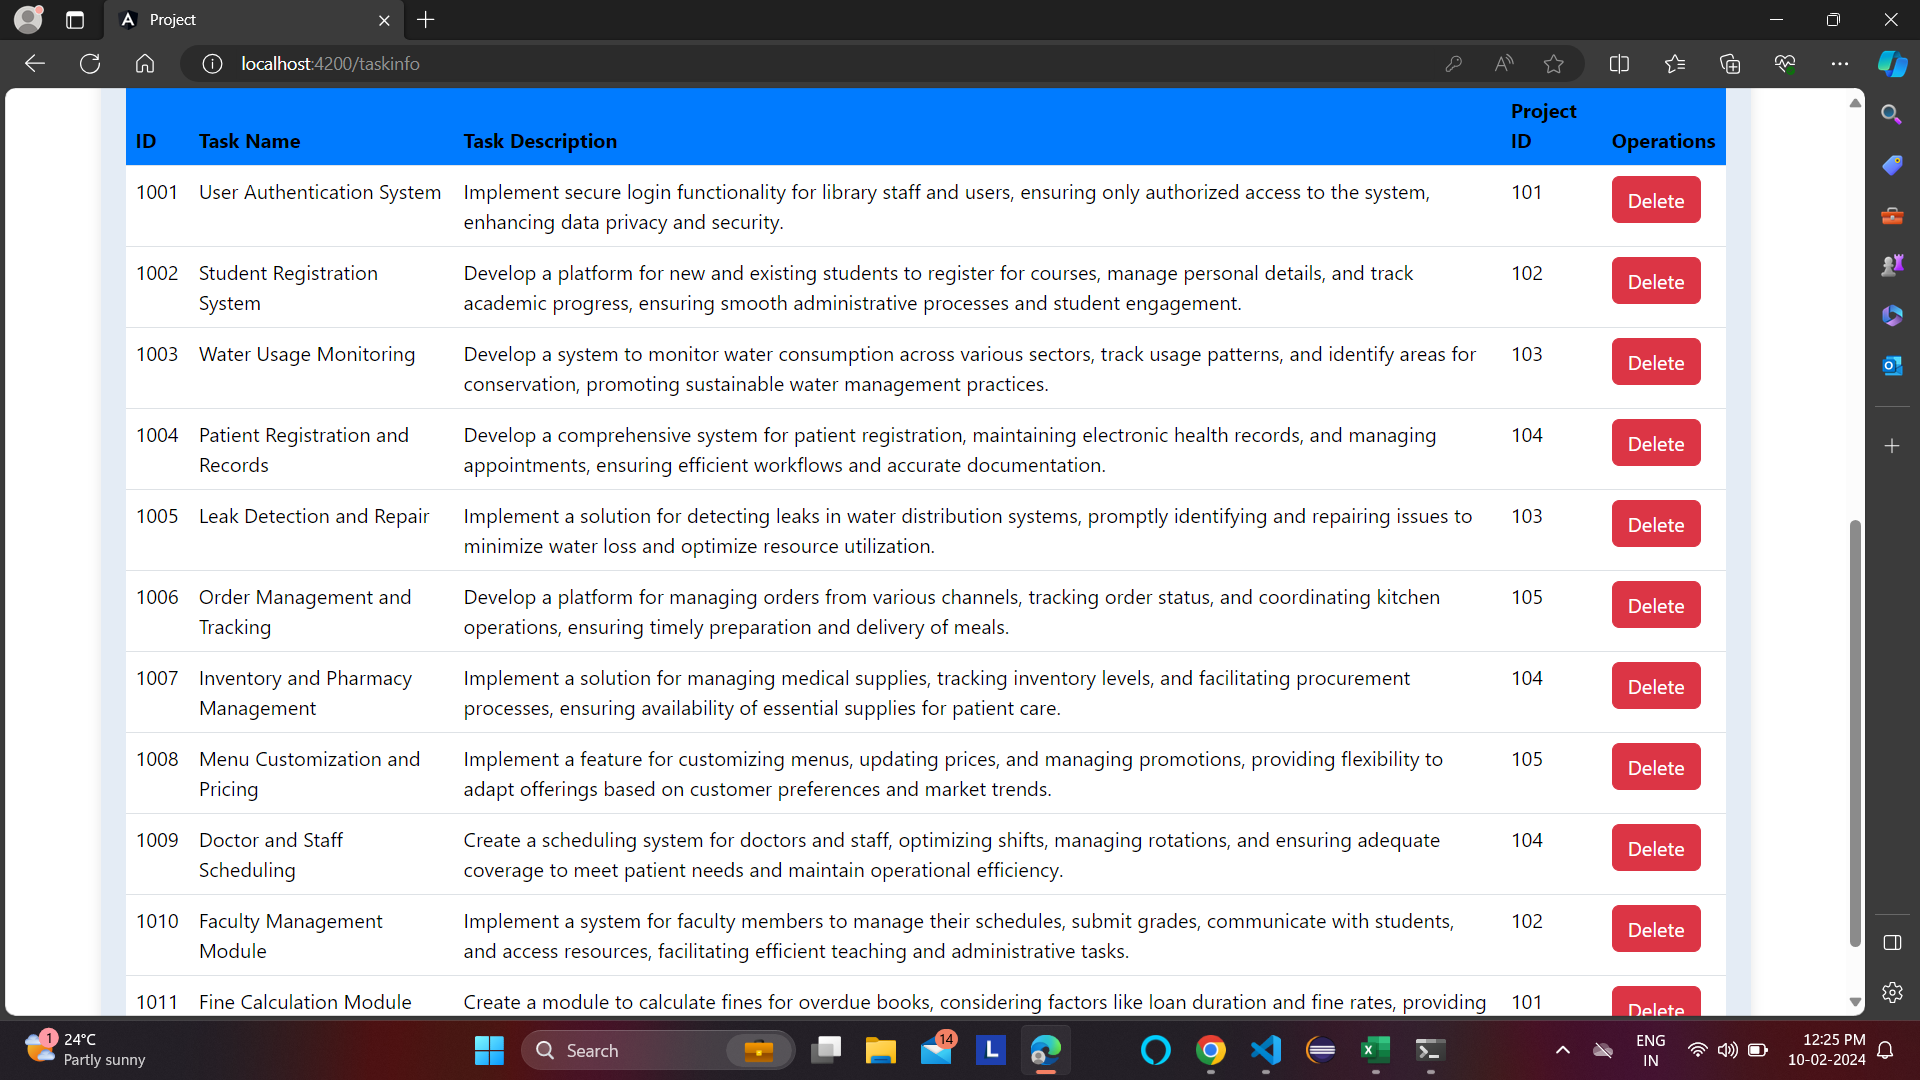 Project
localhost:4200/taskinfo
ID Task Name Task Description Project ID Operations
1001 User Authentication System Implement secure login functionality for library staff and users, ensuring only authorized access to the system, 101 Delete
enhancing data privacy and security.
1002 Student Registration Develop a platform for new and existing students to register for courses, manage personal details, and track 102 Delete
System academic progress, ensuring smooth administrative processes and student engagement.
1003 Water Usage Monitoring Develop a system to monitor water consumption across various sectors, track usage patterns, and identify areas for 103 Delete
conservation, promoting sustainable water management practices.
1004 Patient Registration and Develop a comprehensive system for patient registration, maintaining electronic health records, and managing 104 Delete
Records appointments, ensuring efficient workflows and accurate documentation.
1005 Leak Detection and Repair Implement a solution for detecting leaks in water distribution systems, promptly identifying and repairing issues to 103 Delete
minimize water loss and optimize resource utilization.
1006 Order Management and Develop a platform for managing orders from various channels, tracking order status, and coordinating kitchen 105 Delete
Tracking operations, ensuring timely preparation and delivery of meals.
1007 Inventory and Pharmacy Implement a solution for managing medical supplies, tracking inventory levels, and facilitating procurement 104 Delete
Management processes, ensuring availability of essential supplies for patient care.
1008 Menu Customization and Implement a feature for customizing menus, updating prices, and managing promotions, providing flexibility to 105 Delete
Pricing adapt offerings based on customer preferences and market trends.
1009 Doctor and Staff Create a scheduling system for doctors and staff, optimizing shifts, managing rotations, and ensuring adequate 104 Delete
Scheduling coverage to meet patient needs and maintain operational efficiency.
1010 Faculty Management Implement a system for faculty members to manage their schedules, submit grades, communicate with students, 102 Delete
Module and access resources, facilitating efficient teaching and administrative tasks.
1011 Fine Calculation Module Create a module to calculate fines for overdue books, considering factors like loan duration and fine rates, providing 101 Delete
1
24°C
Partly sunny
Search
14
L
ENG
IN
12:25 PM
10-02-2024